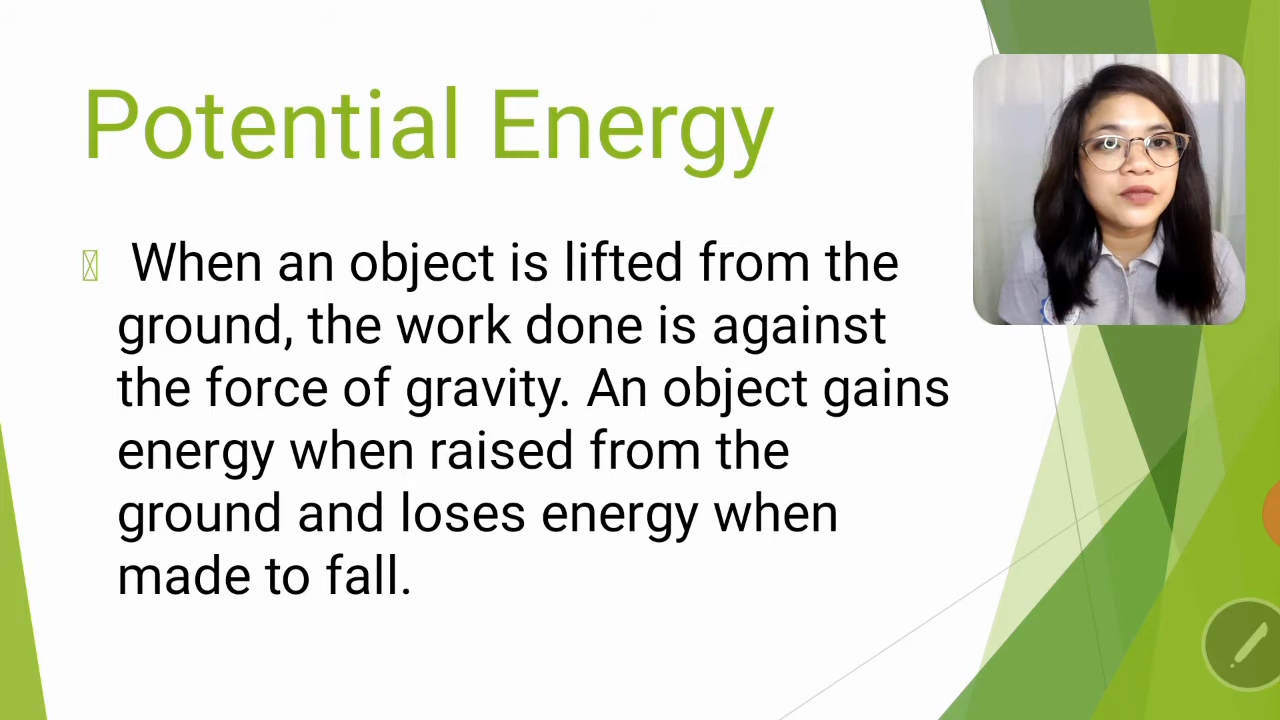 Potential Energy
When an object is lifted from the
ground, the work done is against
the force of gravity. An object gains
energy when raised from the
ground and loses energy when
made to fall.